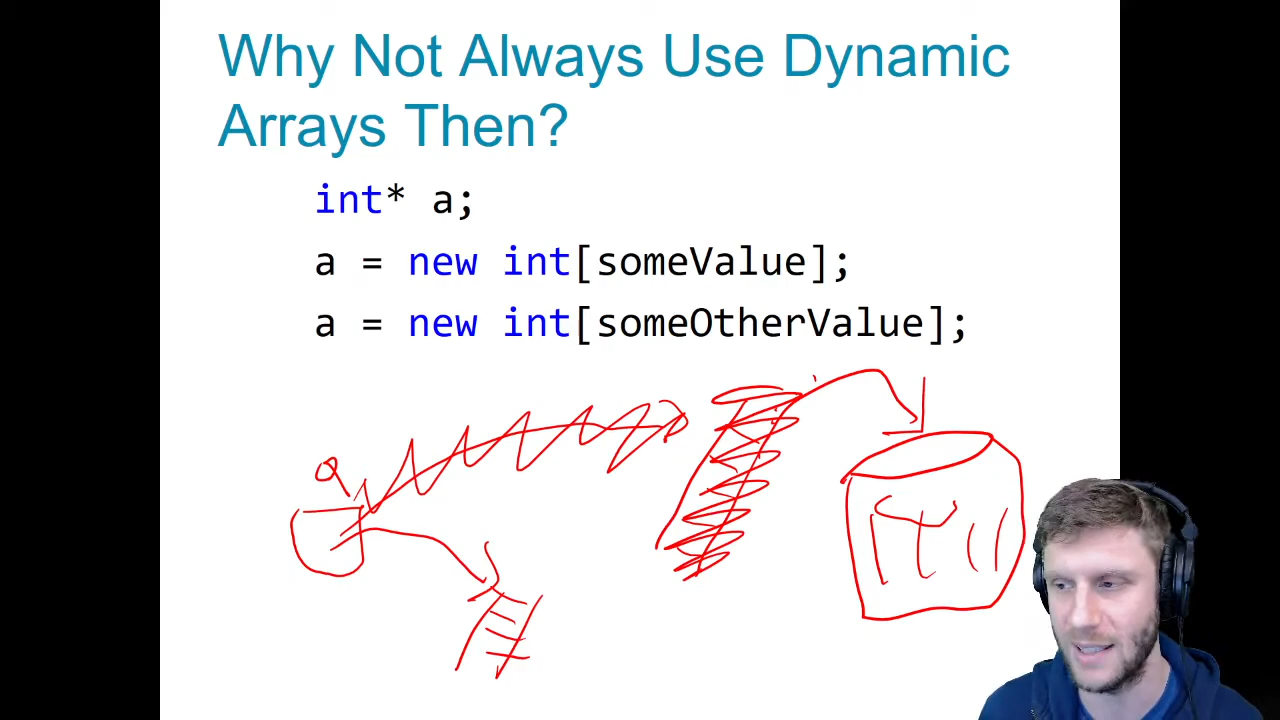 Why Not Always Use Dynamic
Arrays Then?
int* a;
a = new int[someValue];
a = new int[someOtherValue];
a